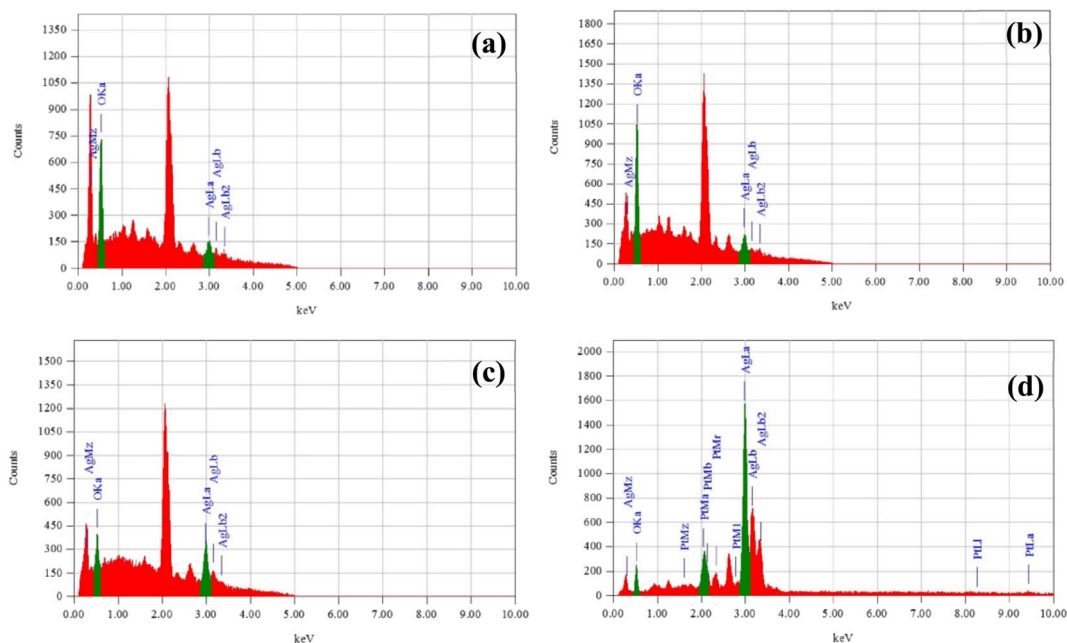 (a)
1350
1200
1050
900
750
600
450
300
150
0
Counts
AgMz
OKa
AgLa
AgLb
AgLb2
0.00 1.00 2.00 3.00 4.00 5.00 6.00 7.00 8.00 9.00 10.00
keV
(b)
1800
1650
1500
1350
1200
1050
900
750
600
450
300
150
0
Counts
AgMz
OKa
AgLa
AgLb
AgLb2
0.00 1.00 2.00 3.00 4.00 5.00 6.00 7.00 8.00 9.00 10.00
keV
(c)
1500
1350
1200
1050
900
750
600
450
300
150
0
Counts
AgMz
OKa
AgLa
AgLb
AgLb2
0.00 1.00 2.00 3.00 4.00 5.00 6.00 7.00 8.00 9.00 10.00
keV
(d)
2000
1800
1600
1400
1200
1000
800
600
400
200
0
Counts
AgMz
OKa
PtMz
PtMa
PtMb
PtMr
PtM1
AgLa
AgLb
AgLb2
PtLl
PtLa
0.00 1.00 2.00 3.00 4.00 5.00 6.00 7.00 8.00 9.00 10.00
keV